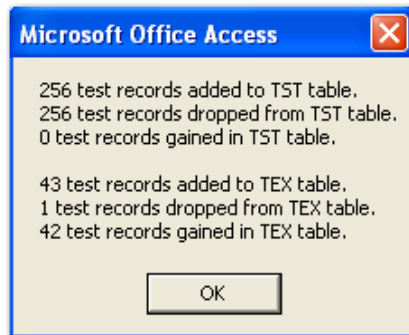 Microsoft Office Access
256 test records added to TST table.
256 test records dropped from TST table.
0 test records gained in TST table.
43 test records added to TEX table.
1 test records dropped from TEX table.
42 test records gained in TEX table.
OK